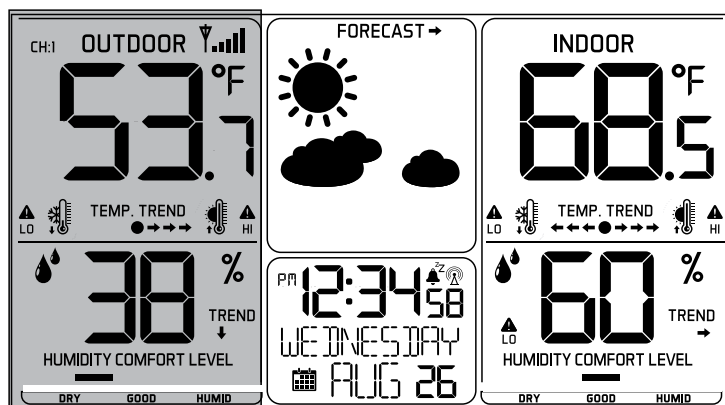 CH:1 OUTDOOR
53.7 °F
LO TEMP. TREND HI
38 %
TREND
HUMIDITY COMFORT LEVEL
DRY GOOD HUMID
FORECAST
PM 12:34 58
zZ
WEDNESDAY
AUG 26
INDOOR
68.5 °F
LO TEMP. TREND HI
60 %
TREND
LO
HUMIDITY COMFORT LEVEL
DRY GOOD HUMID